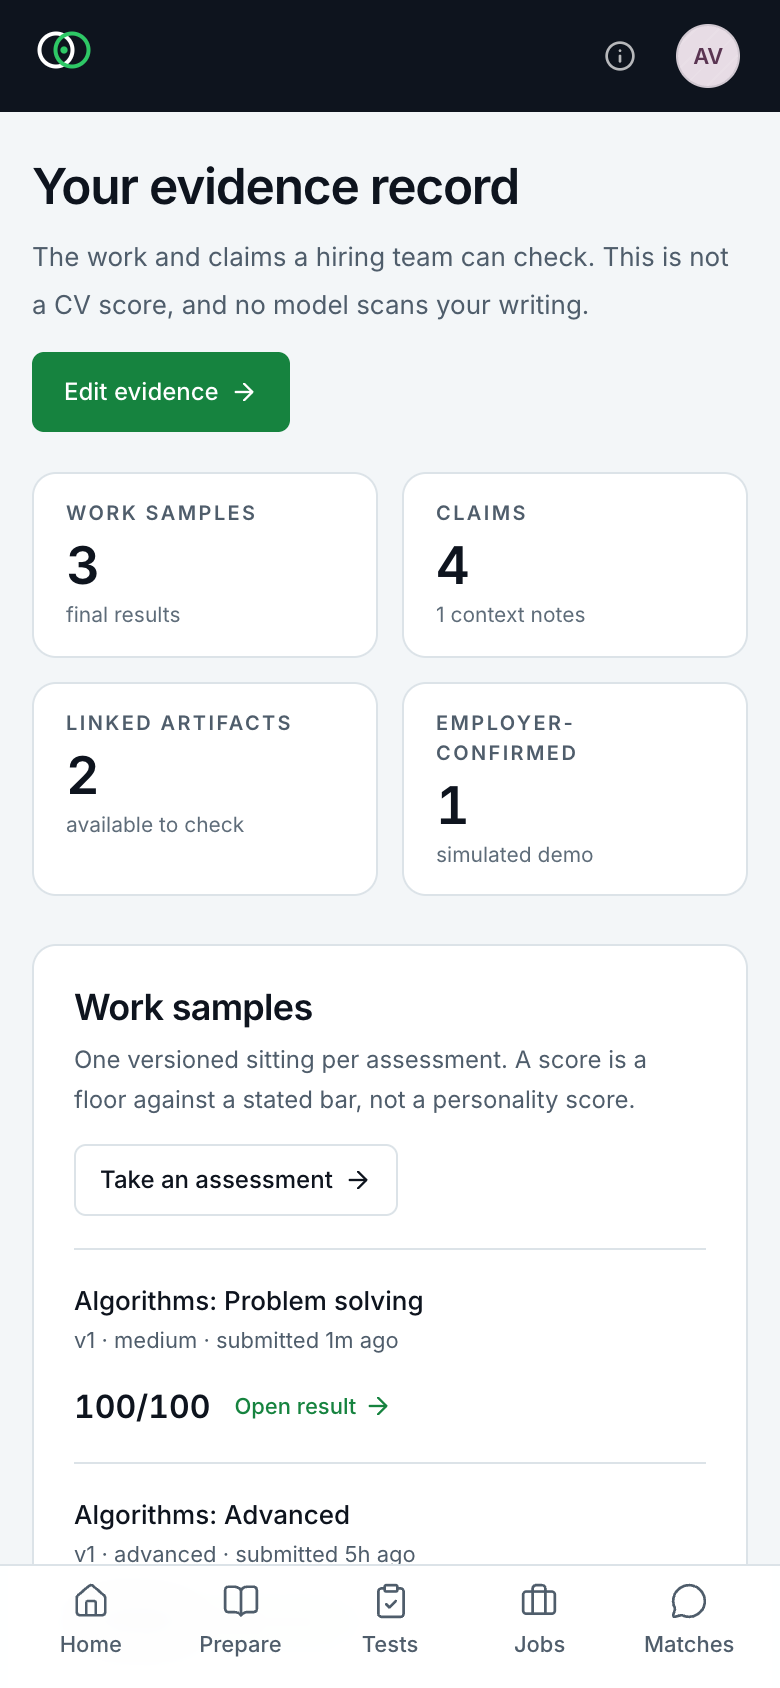 AV
Your evidence record
The work and claims a hiring team can check. This is not
a CV score, and no model scans your writing.
Edit evidence →
WORK SAMPLES
3
final results
CLAIMS
4
1 context notes
LINKED ARTIFACTS
2
available to check
EMPLOYER-
CONFIRMED
1
simulated demo
Work samples
One versioned sitting per assessment. A score is a
floor against a stated bar, not a personality score.
Take an assessment →
Algorithms: Problem solving
v1 · medium · submitted 1m ago
100/100 Open result →
Algorithms: Advanced
v1 · advanced · submitted 5h ago
Home Prepare Tests Jobs Matches